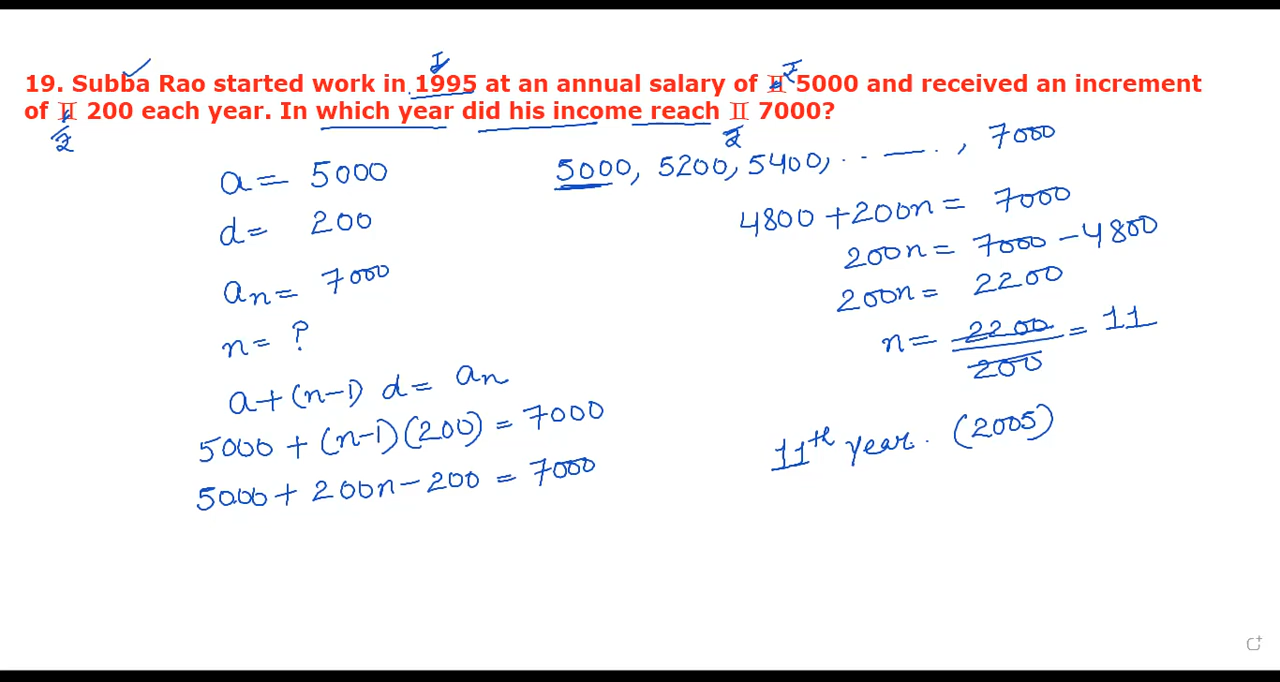 19. Subba Rao started work in 1995 at an annual salary of ₹ 5000 and received an increment
of ₹ 200 each year. In which year did his income reach ₹ 7000?
a = 5000
d = 200
an = 7000
n = ?
a + (n-1) d = an
5000 + (n-1)(200) = 7000
5000 + 200n - 200 = 7000
5000, 5200, 5400, ..—., 7000
4800 + 200n = 7000
200n = 7000 - 4800
200n = 2200
n = 2200/200 = 11
11th year. (2005)